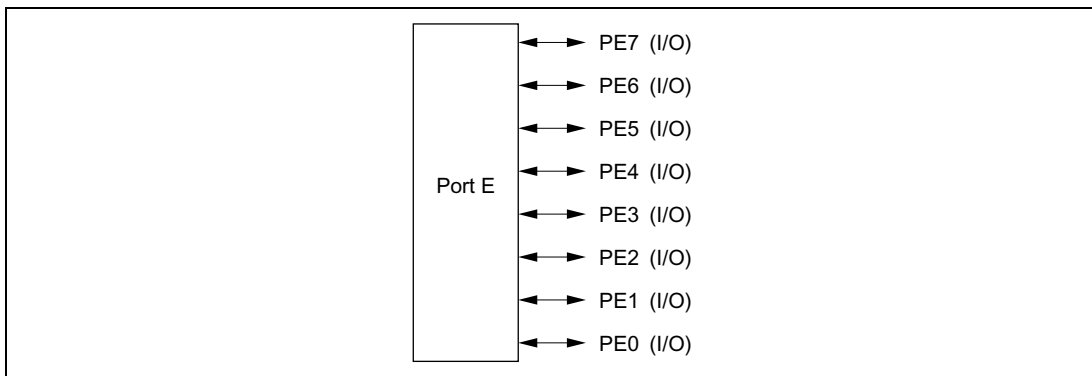 PE7 (I/O)
PE6 (I/O)
PE5 (I/O)
Port E
PE4 (I/O)
PE3 (I/O)
PE2 (I/O)
PE1 (I/O)
PE0 (I/O)